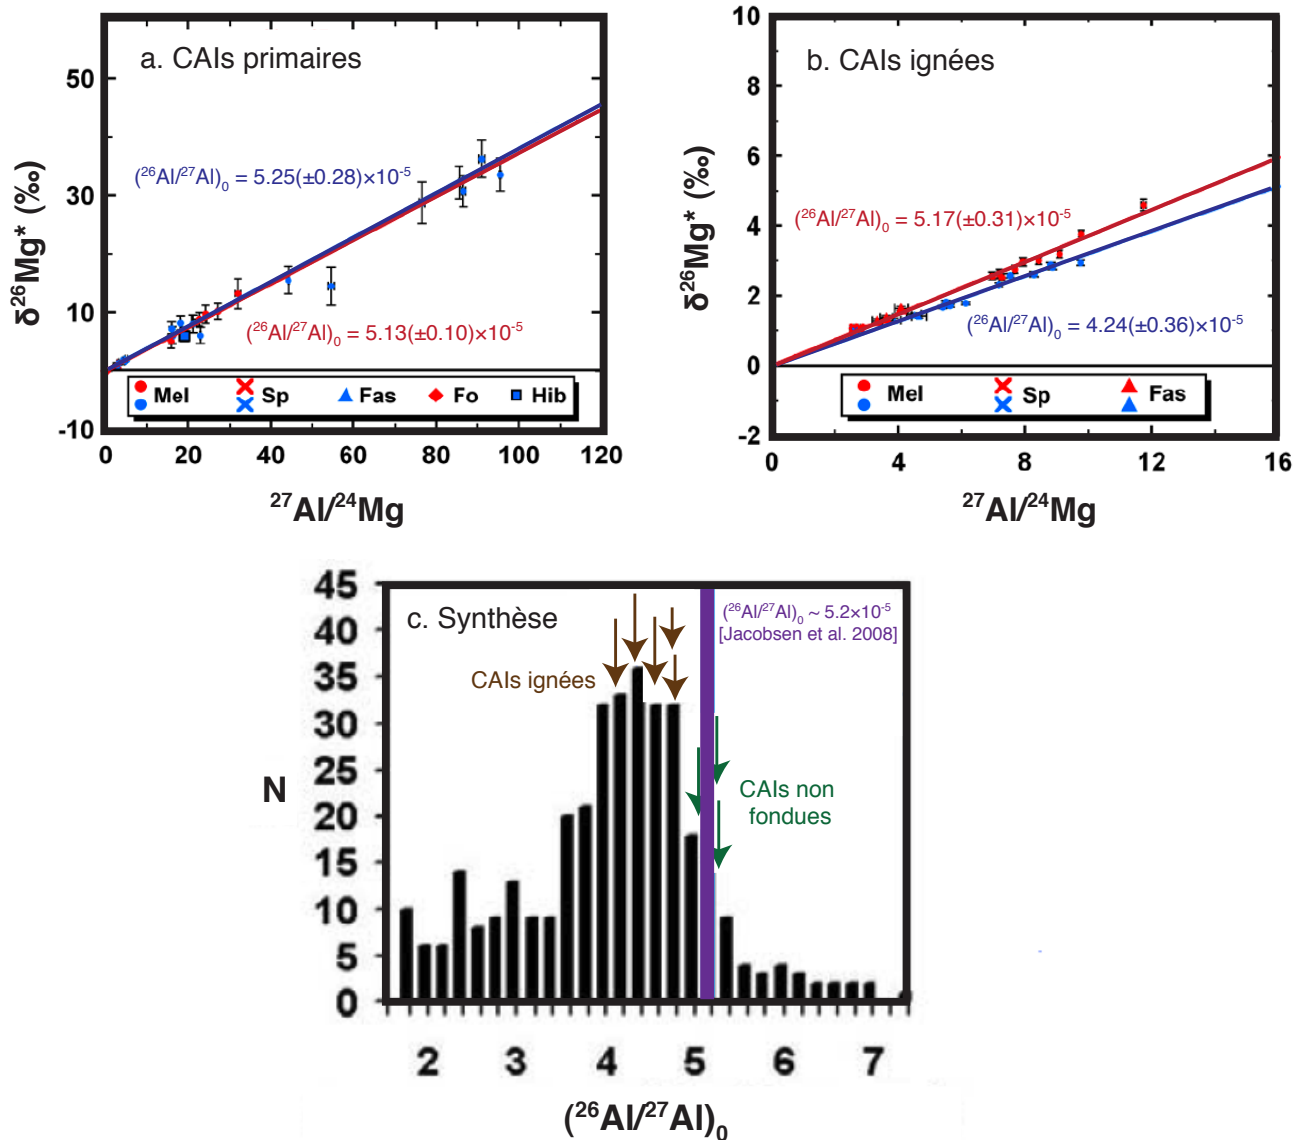 a. CAIs primaires
50
30
10
-10
δ²⁶Mg* (‰)
(²⁶Al/²⁷Al)₀ = 5.25(±0.28)×10⁻⁵
(²⁶Al/²⁷Al)₀ = 5.13(±0.10)×10⁻⁵
Mel Sp Fas Fo Hib
0 20 40 60 80 100 120
²⁷Al/²⁴Mg
b. CAIs ignées
10
8
6
4
2
0
-2
δ²⁶Mg* (‰)
(²⁶Al/²⁷Al)₀ = 5.17(±0.31)×10⁻⁵
(²⁶Al/²⁷Al)₀ = 4.24(±0.36)×10⁻⁵
Mel Sp Fas
0 4 8 12 16
²⁷Al/²⁴Mg
c. Synthèse
(²⁶Al/²⁷Al)₀ ~ 5.2×10⁻⁵
[Jacobsen et al. 2008]
CAIs ignées
CAIs non
fondues
45
40
35
30
25
20
15
10
5
0
N
2 3 4 5 6 7
(²⁶Al/²⁷Al)₀